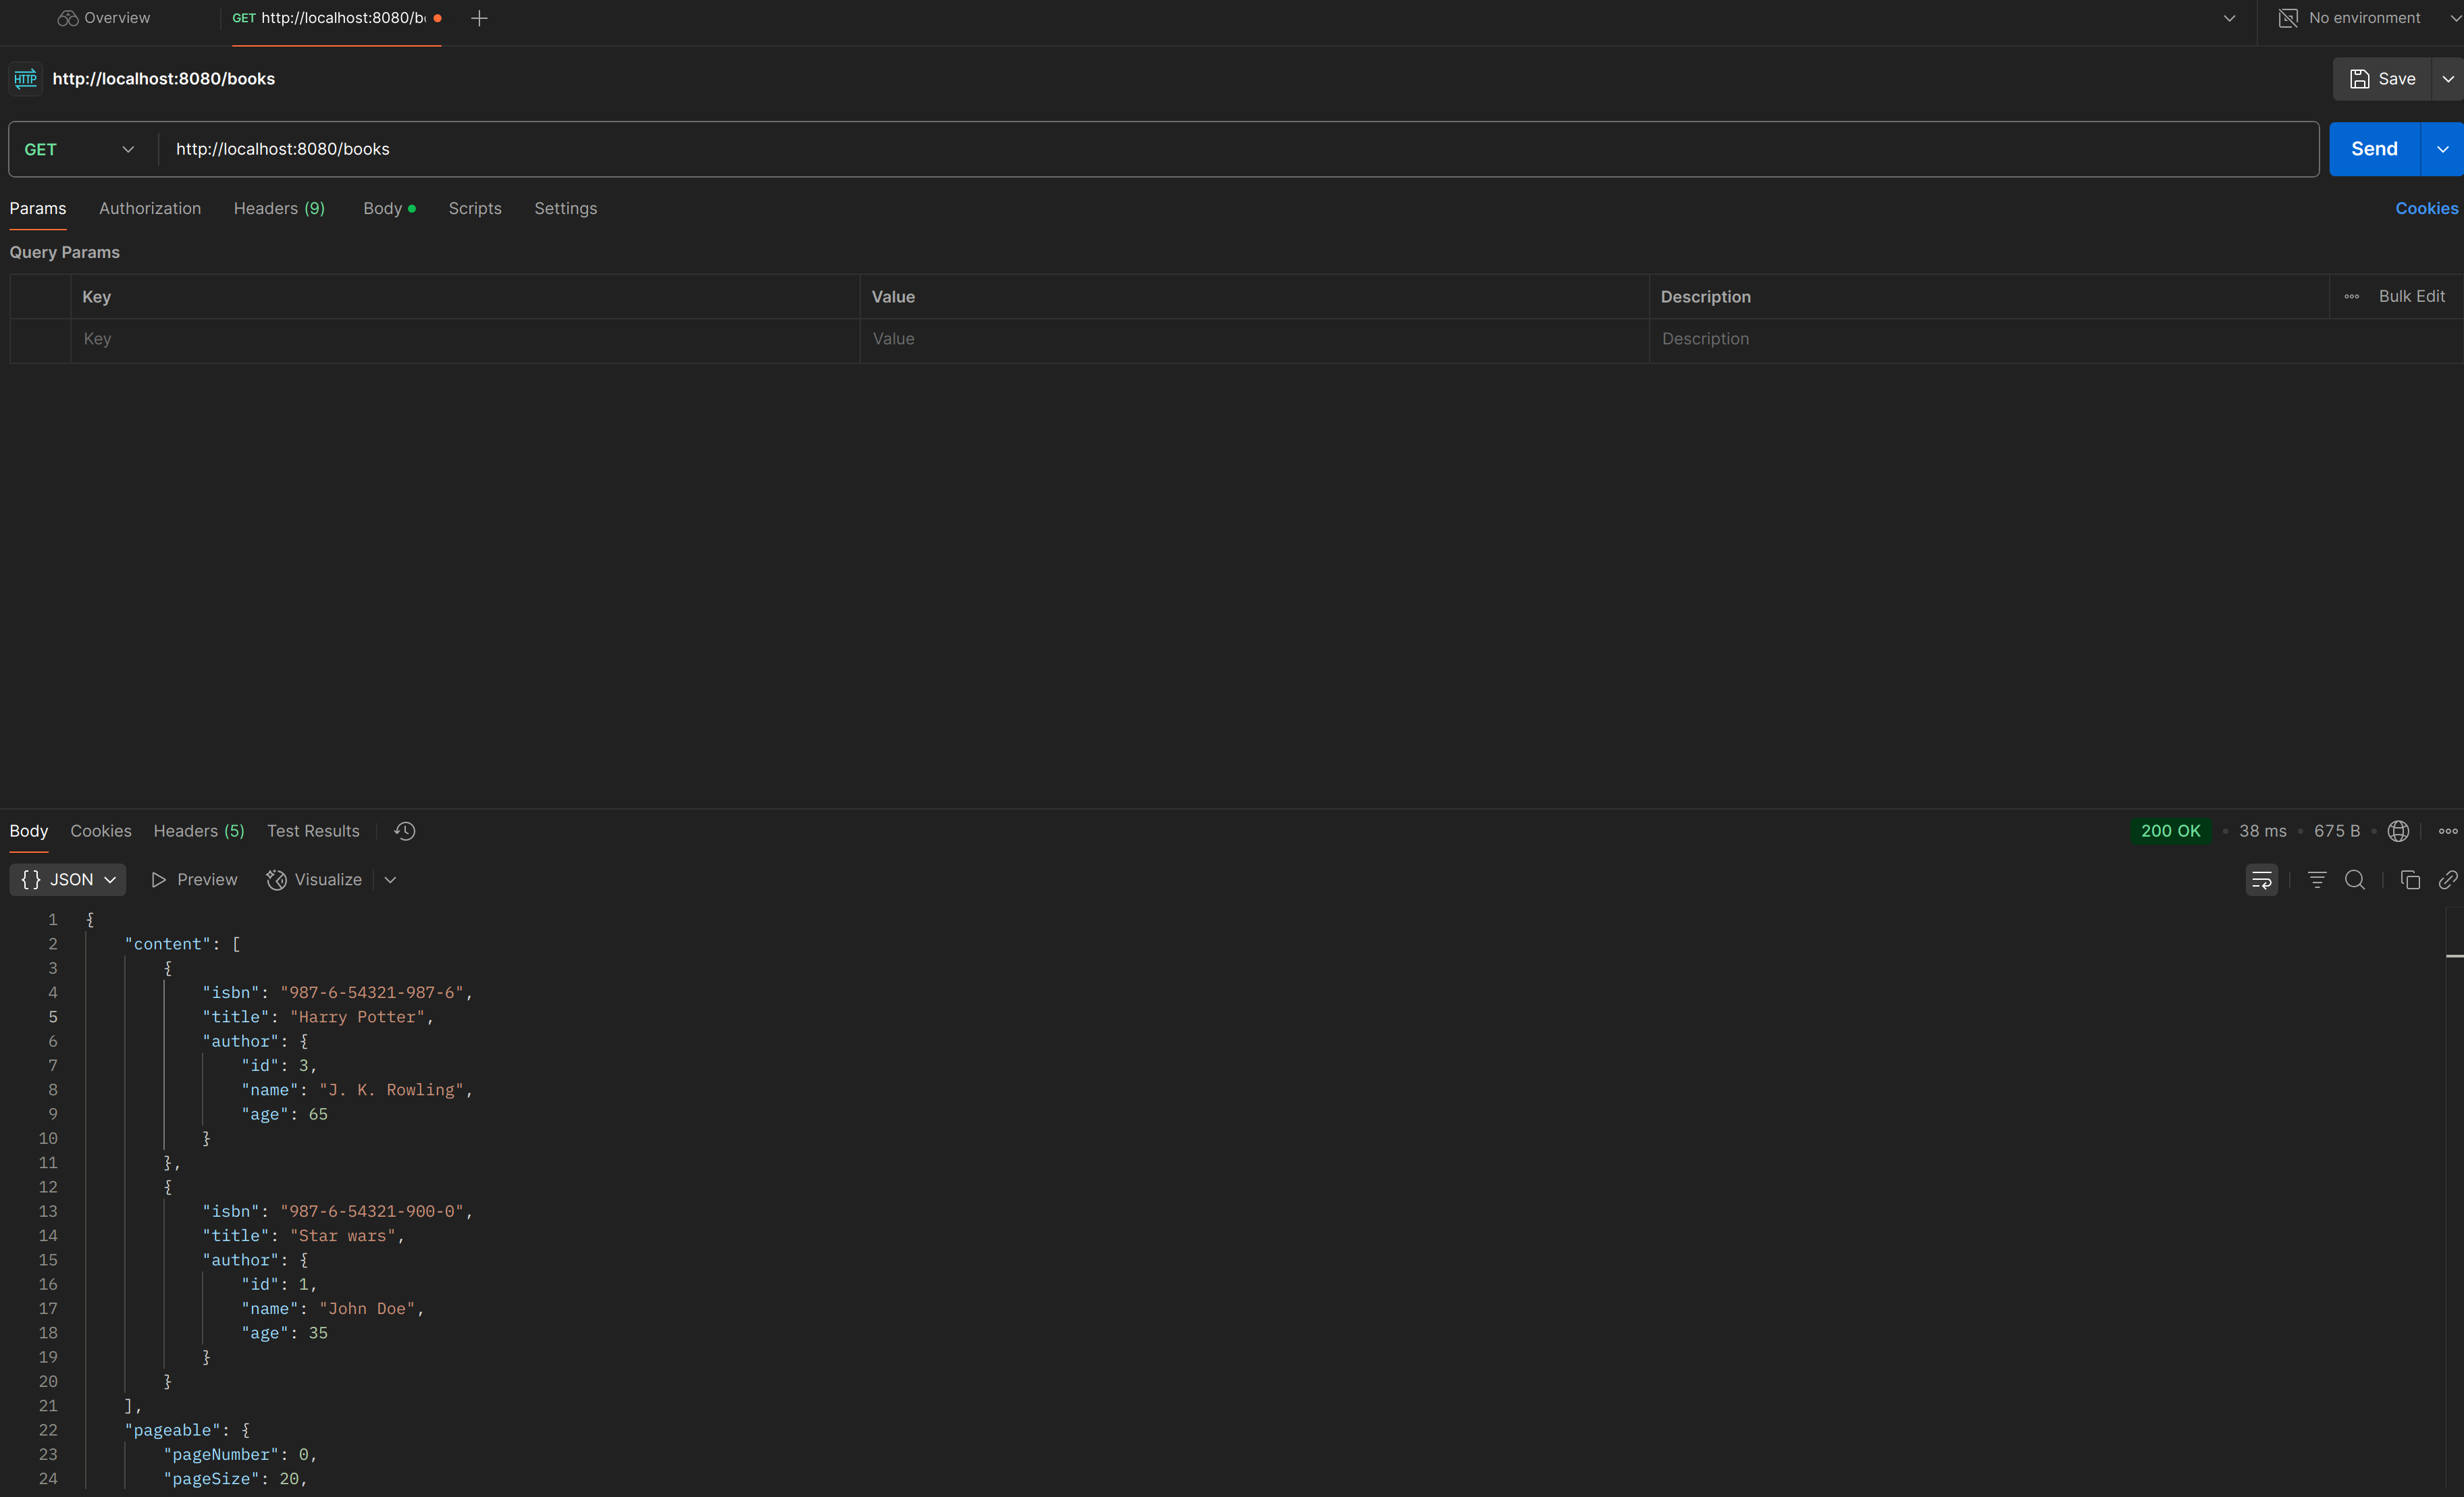 Overview
GET http://localhost:8080/b
No environment
HTTP http://localhost:8080/books
Save
GET http://localhost:8080/books
Send
Params Authorization Headers (9) Body Scripts Settings Cookies
Query Params
Key Value Description Bulk Edit
Key Value Description
Body Cookies Headers (5) Test Results 200 OK 38 ms 675 B
{} JSON Preview Visualize
1 {
2 "content": [
3 {
4 "isbn": "987-6-54321-987-6",
5 "title": "Harry Potter",
6 "author": {
7 "id": 3,
8 "name": "J. K. Rowling",
9 "age": 65
10 }
11 },
12 {
13 "isbn": "987-6-54321-900-0",
14 "title": "Star wars",
15 "author": {
16 "id": 1,
17 "name": "John Doe",
18 "age": 35
19 }
20 }
21 ],
22 "pageable": {
23 "pageNumber": 0,
24 "pageSize": 20,